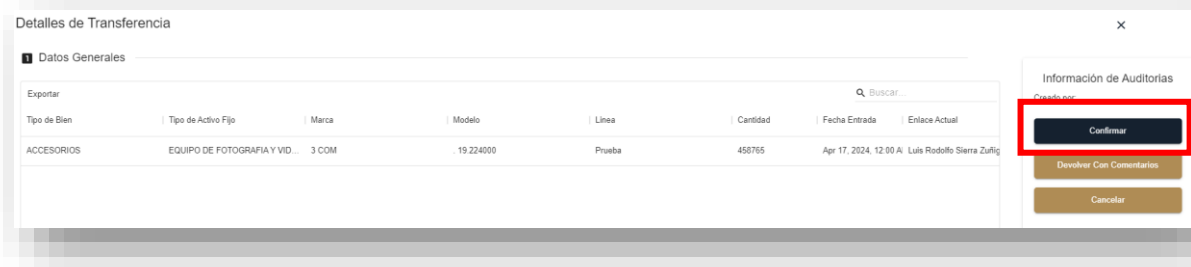 Detalles de Transferencia
1 Datos Generales
Exportar
Buscar...
Tipo de Bien Tipo de Activo Fijo Marca Modelo Linea Cantidad Fecha Entrada Enlace Actual
ACCESORIOS EQUIPO DE FOTOGRAFIA Y VID... 3 COM . 19.224000 Prueba 458765 Apr 17, 2024, 12:00 A Luis Rodolfo Sierra Zuñig
Información de Auditorias
Creado por:
Confirmar
Devolver Con Comentarios
Cancelar